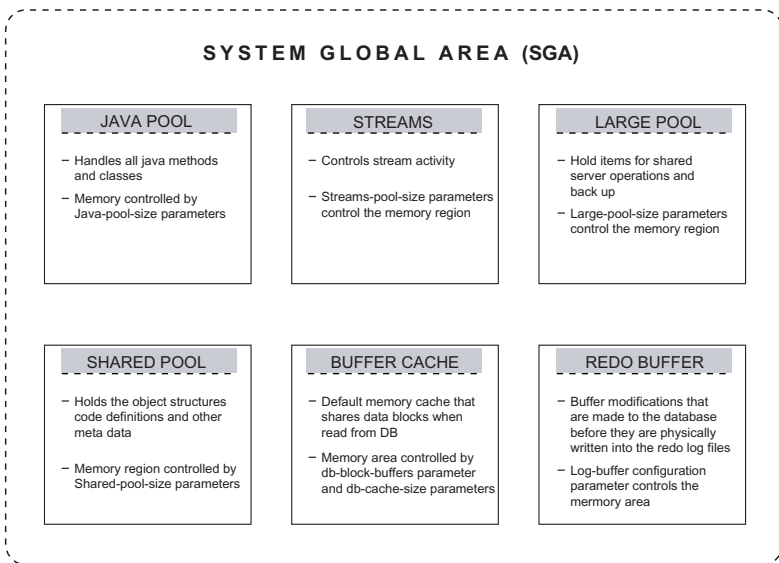 SYSTEM GLOBAL AREA (SGA)
JAVA POOL
– Handles all java methods
and classes
– Memory controlled by
Java-pool-size parameters
STREAMS
– Controls stream activity
– Streams-pool-size parameters
control the memory region
LARGE POOL
– Hold items for shared
server operations and
back up
– Large-pool-size parameters
control the memory region
SHARED POOL
– Holds the object structures
code definitions and other
meta data
– Memory region controlled by
Shared-pool-size parameters
BUFFER CACHE
– Default memory cache that
shares data blocks when
read from DB
– Memory area controlled by
db-block-buffers parameter
and db-cache-size parameters
REDO BUFFER
– Buffer modifications that
are made to the database
before they are physically
written into the redo log files
– Log-buffer configuration
parameter controls the
mermory area